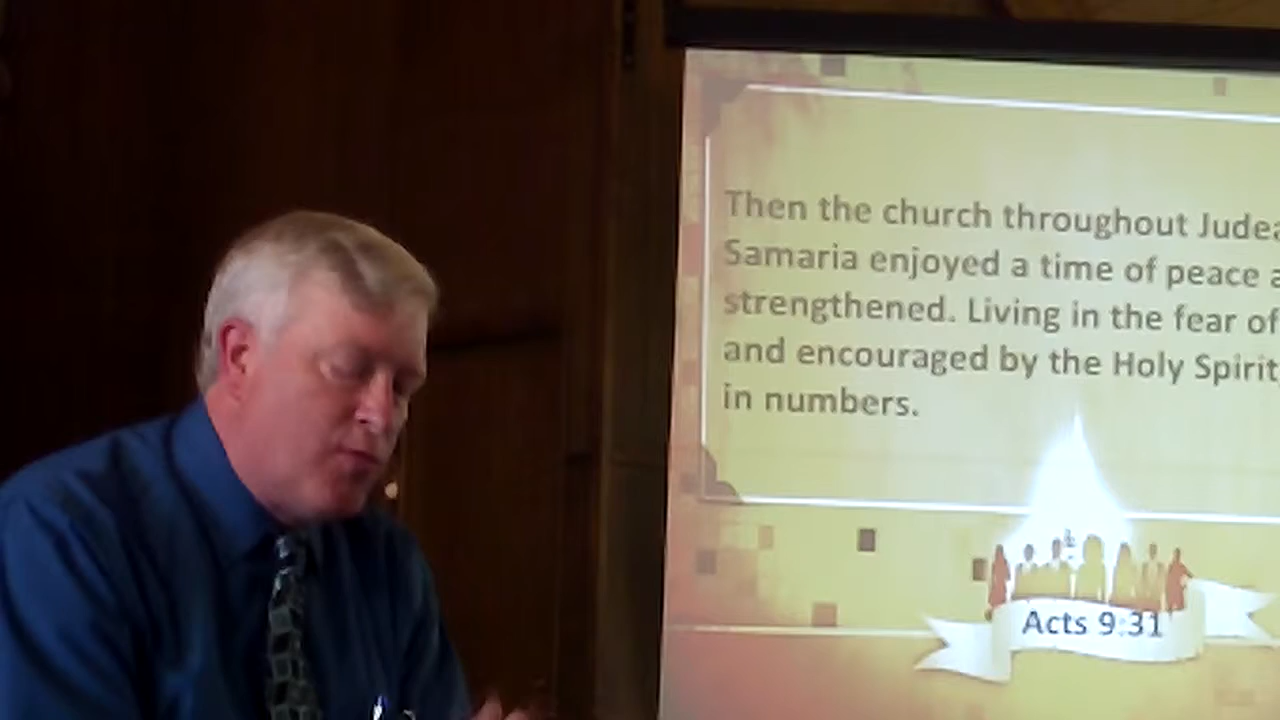 Then the church throughout Judea
Samaria enjoyed a time of peace a
strengthened. Living in the fear of
and encouraged by the Holy Spirit
in numbers.
Acts 9:31